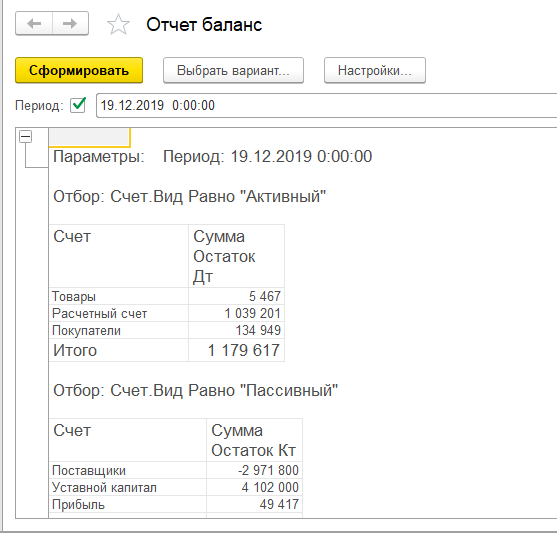 Отчет баланс
Сформировать Выбрать вариант... Настройки...
Период: 19.12.2019 0:00:00
Параметры: Период: 19.12.2019 0:00:00
Отбор: Счет.Вид Равно "Активный"
Счет Сумма
Остаток
Дт
Товары 5 467
Расчетный счет 1 039 201
Покупатели 134 949
Итого 1 179 617
Отбор: Счет.Вид Равно "Пассивный"
Счет Сумма
Остаток Кт
Поставщики -2 971 800
Уставной капитал 4 102 000
Прибыль 49 417